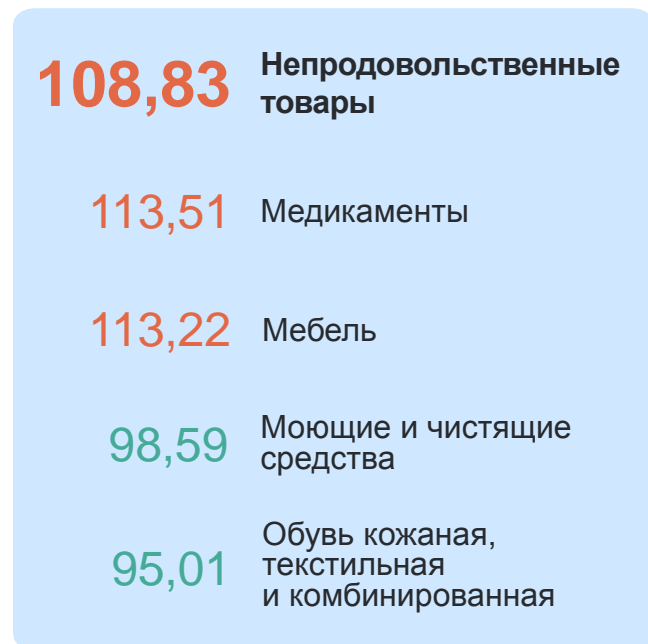 108,83 Непродовольственные
товары
113,51 Медикаменты
113,22 Мебель
98,59 Моющие и чистящие
средства
95,01 Обувь кожаная,
текстильная
и комбинированная